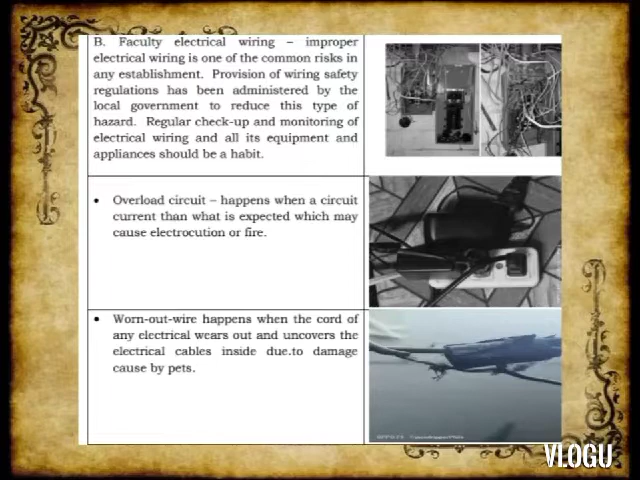 B. Faculty electrical wiring – improper
electrical wiring is one of the common risks in
any establishment. Provision of wiring safety
regulations has been administered by the
local government to reduce this type of
hazard. Regular check-up and monitoring of
electrical wiring and all its equipment and
appliances should be a habit.
• Overload circuit – happens when a circuit
current than what is expected which may
cause electrocution or fire.
• Worn-out-wire happens when the cord of
any electrical wears out and uncovers the
electrical cables inside due.to damage
cause by pets.
VLOGU